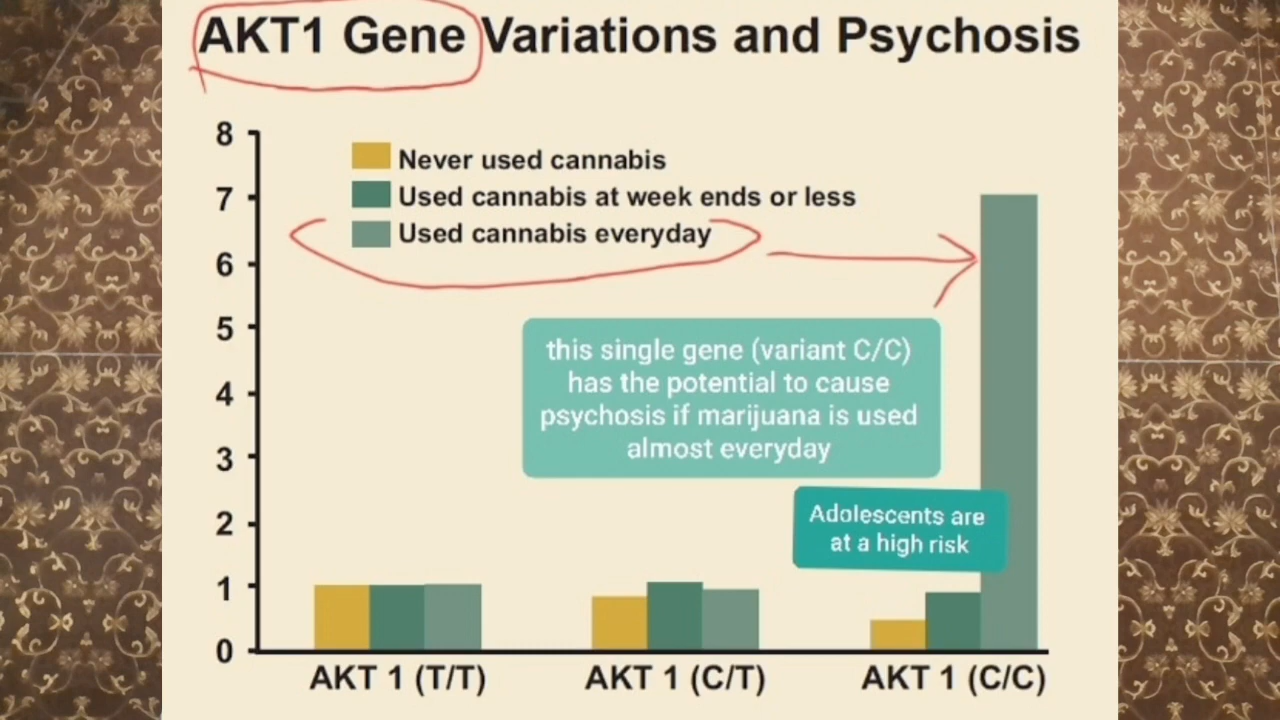 AKT1 Gene Variations and Psychosis
8
7
6
5
4
3
2
1
0
Never used cannabis
Used cannabis at week ends or less
Used cannabis everyday
this single gene (variant C/C)
has the potential to cause
psychosis if marijuana is used
almost everyday
Adolescents are
at a high risk
AKT 1 (T/T)
AKT 1 (C/T)
AKT 1 (C/C)